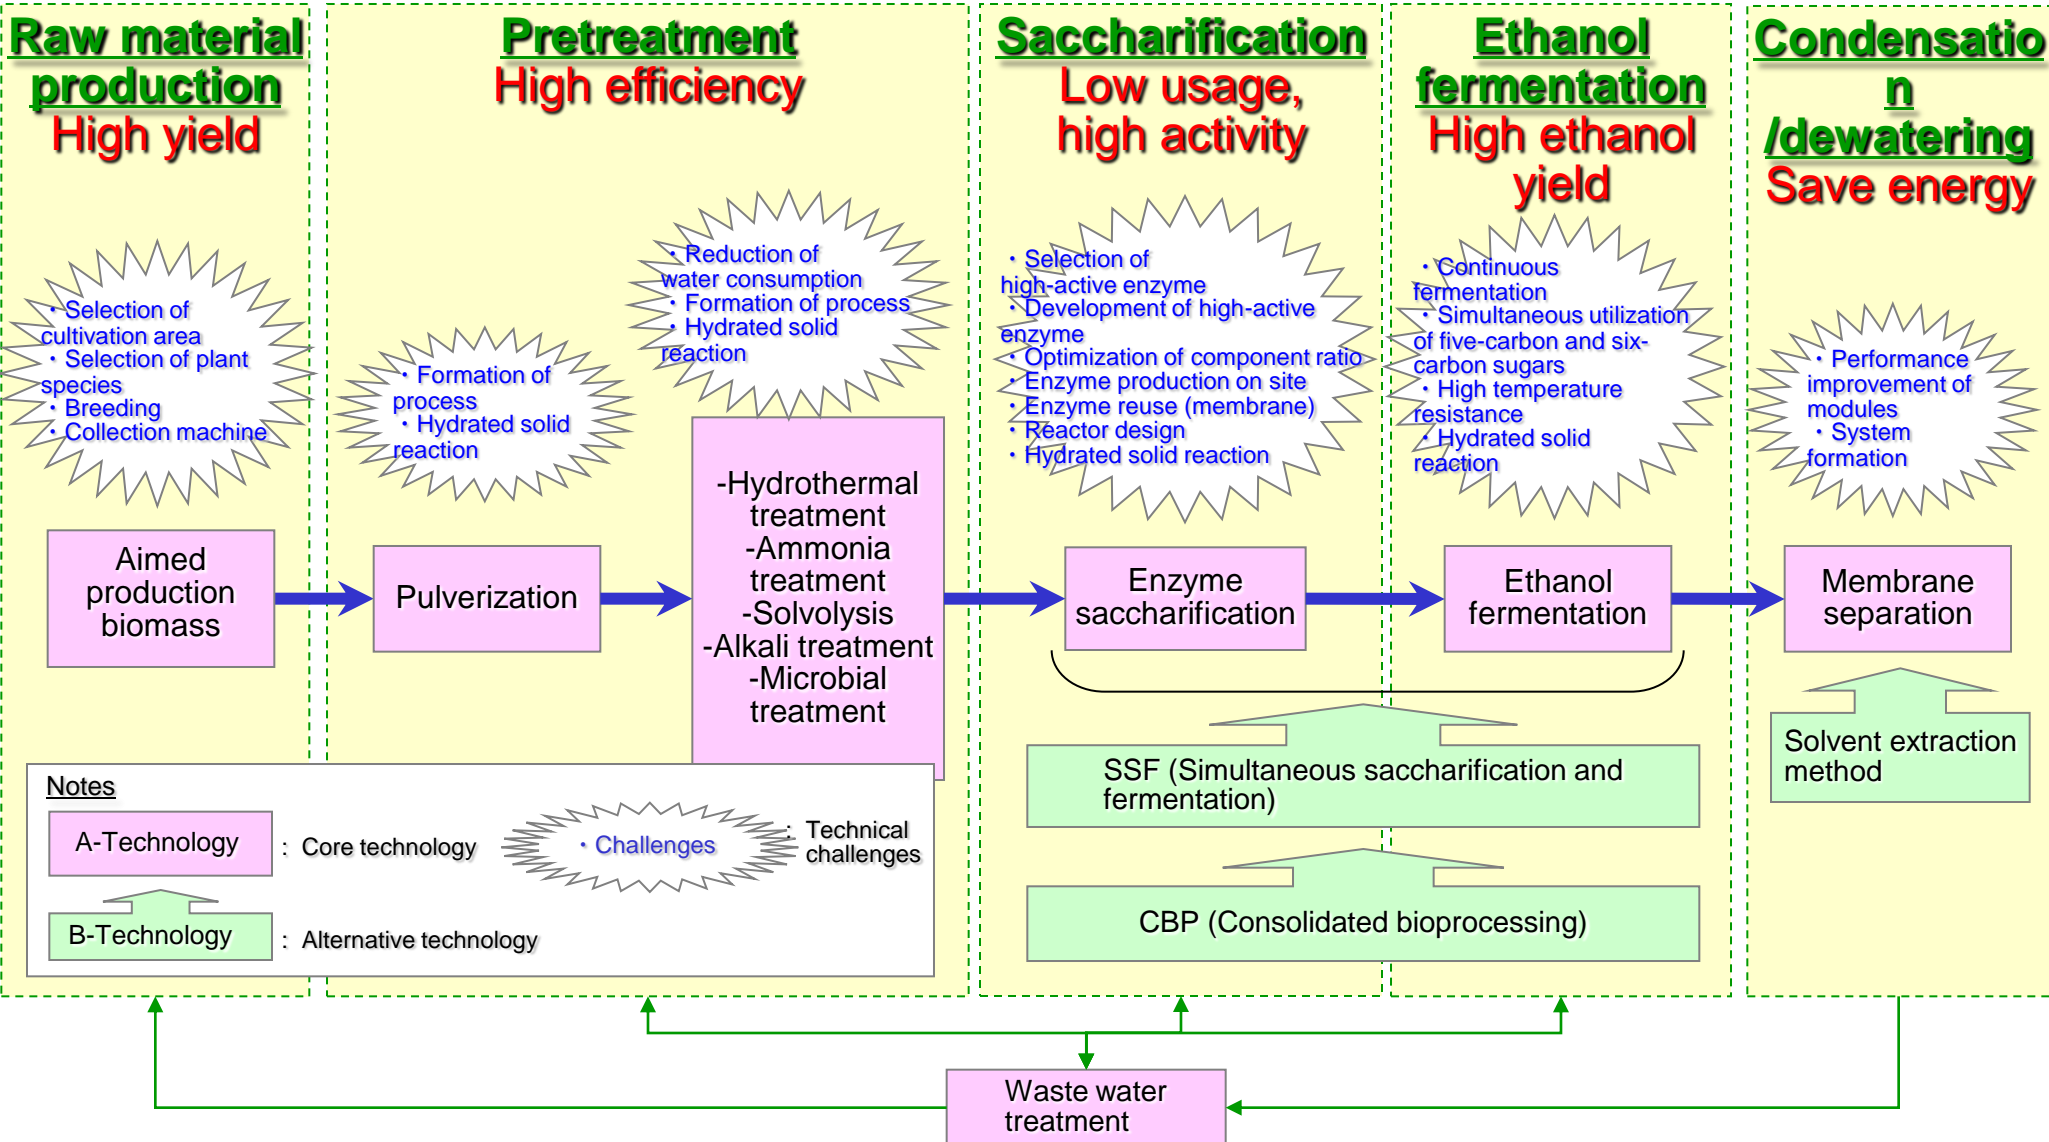 Raw material
production
High yield
Pretreatment
High efficiency
Saccharification
Low usage,
high activity
Ethanol
fermentation
High ethanol
yield
Condensatio
n
/dewatering
Save energy
・Selection of
cultivation area
・Selection of plant
species
・Breeding
・Collection machine
・Formation of
process
・Hydrated solid
reaction
・Reduction of
water consumption
・Formation of process
・Hydrated solid
reaction
・Selection of
high-active enzyme
・Development of high-active
enzyme
・Optimization of component ratio
・Enzyme production on site
・Enzyme reuse (membrane)
・Reactor design
・Hydrated solid reaction
・Continuous
fermentation
・Simultaneous utilization
of five-carbon and six-
carbon sugars
・High temperature
resistance
・Hydrated solid
reaction
・Performance
improvement of
modules
・System
formation
Aimed
production
biomass
Pulverization
-Hydrothermal
treatment
-Ammonia
treatment
-Solvolysis
-Alkali treatment
-Microbial
treatment
Enzyme
saccharification
Ethanol
fermentation
Membrane
separation
SSF (Simultaneous saccharification and
fermentation)
CBP (Consolidated bioprocessing)
Solvent extraction
method
Notes
A-Technology
: Core technology
・Challenges
: Technical
challenges
B-Technology
: Alternative technology
Waste water
treatment